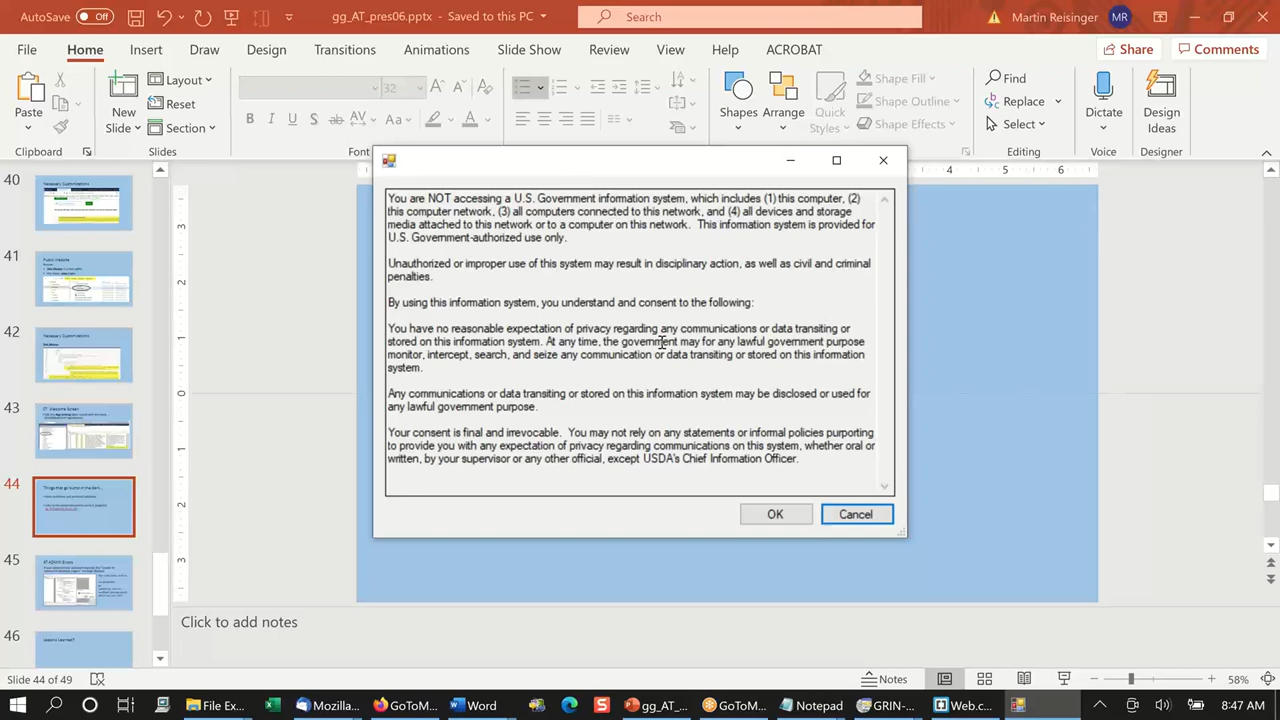 AutoSave Off gg_AT_pres06.pptx - Saved to this PC Search Martin Reisinger MR
File Home Insert Draw Design Transitions Animations Slide Show Review View Help ACROBAT Share Comments
Paste New Slide Layout Reset Section 32 Shapes Arrange Quick Styles Shape Fill Shape Outline Shape Effects Find Replace Select Dictate Design Ideas
Clipboard Slides Font Editing Voice Designer
40
41
42
43
44
45
46
4 5 6
3
2
1
0
1
2
3
You are NOT accessing a U.S. Government information system, which includes (1) this computer, (2)
this computer network, (3) all computers connected to this network, and (4) all devices and storage
media attached to this network or to a computer on this network. This information system is provided for
U.S. Government-authorized use only.
Unauthorized or improper use of this system may result in disciplinary action, as well as civil and criminal
penalties.
By using this information system, you understand and consent to the following:
You have no reasonable expectation of privacy regarding any communications or data transiting or
stored on this information system. At any time, the government may for any lawful government purpose
monitor, intercept, search, and seize any communication or data transiting or stored on this information
system.
Any communications or data transiting or stored on this information system may be disclosed or used for
any lawful government purpose.
Your consent is final and irrevocable. You may not rely on any statements or informal policies purporting
to provide you with any expectation of privacy regarding communications on this system, whether oral or
written, by your supervisor or any other official, except USDA's Chief Information Officer.
OK Cancel
Click to add notes
Slide 44 of 49 Notes 58%
File Ex... Mozilla... GoToM... Word gg_AT_... GoToM... Notepad GRIN-... Web.c... 8:47 AM